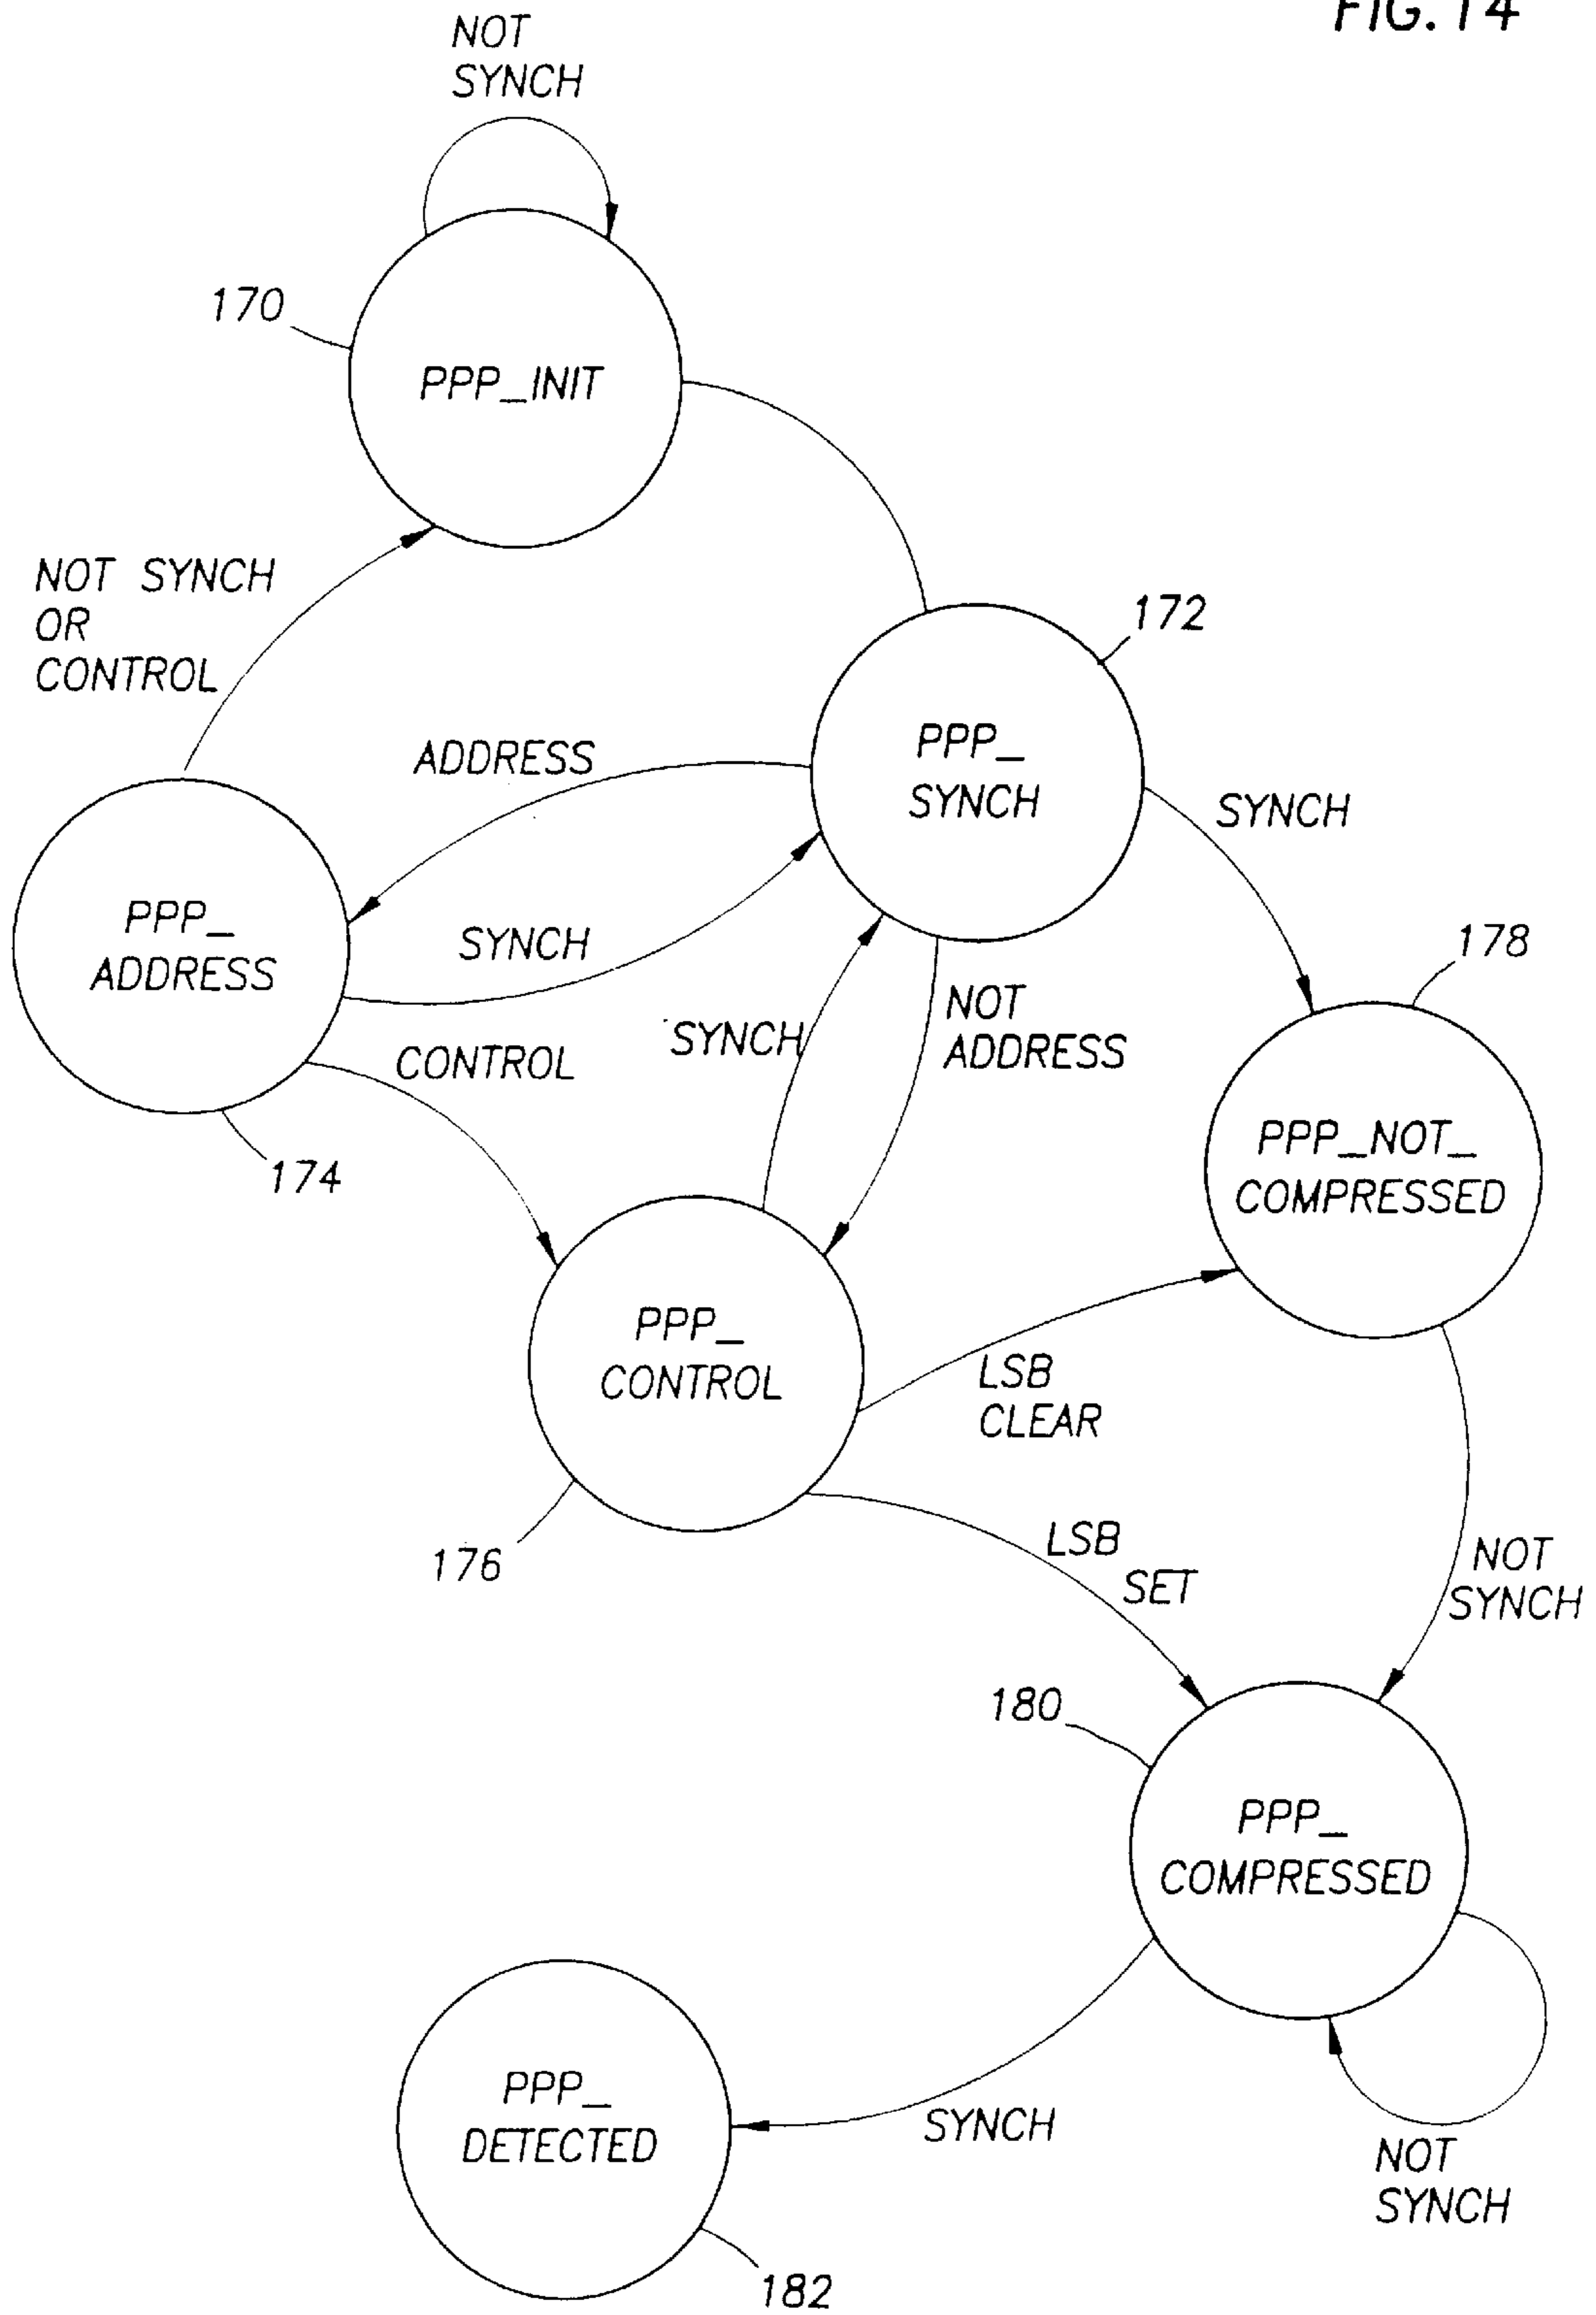 FIG. 14
NOT
SYNCH
170
PPP_INIT
NOT SYNCH
OR
CONTROL
172
PPP_
SYNCH
ADDRESS
SYNCH
PPP_
ADDRESS
SYNCH
178
NOT
ADDRESS
SYNCH
CONTROL
174
PPP_NOT_
COMPRESSED
PPP_
CONTROL
LSB
CLEAR
176
LSB
SET
NOT
SYNCH
180
PPP_
COMPRESSED
PPP_
DETECTED
SYNCH
NOT
SYNCH
182